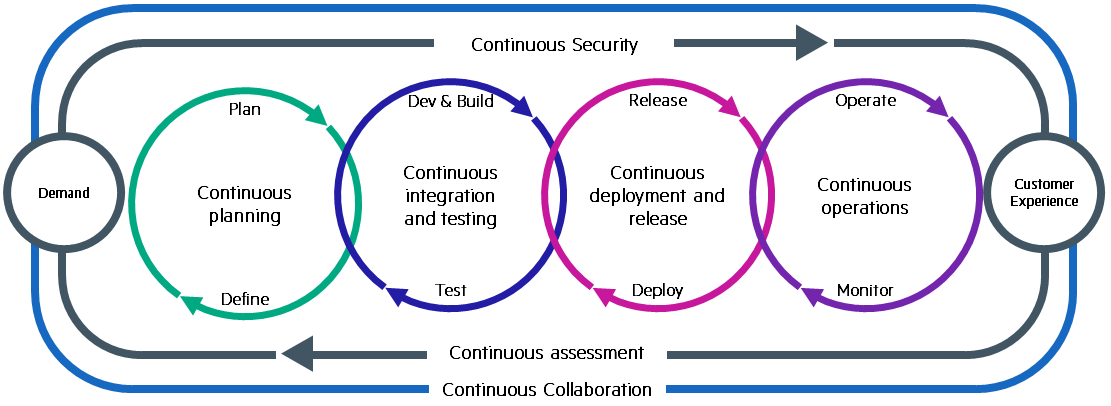 Continuous Security
Plan
Dev & Build
Release
Operate
Demand
Continuous
planning
Continuous
integration
and testing
Continuous
deployment and
release
Continuous
operations
Customer
Experience
Define
Test
Deploy
Monitor
Continuous assessment
Continuous Collaboration